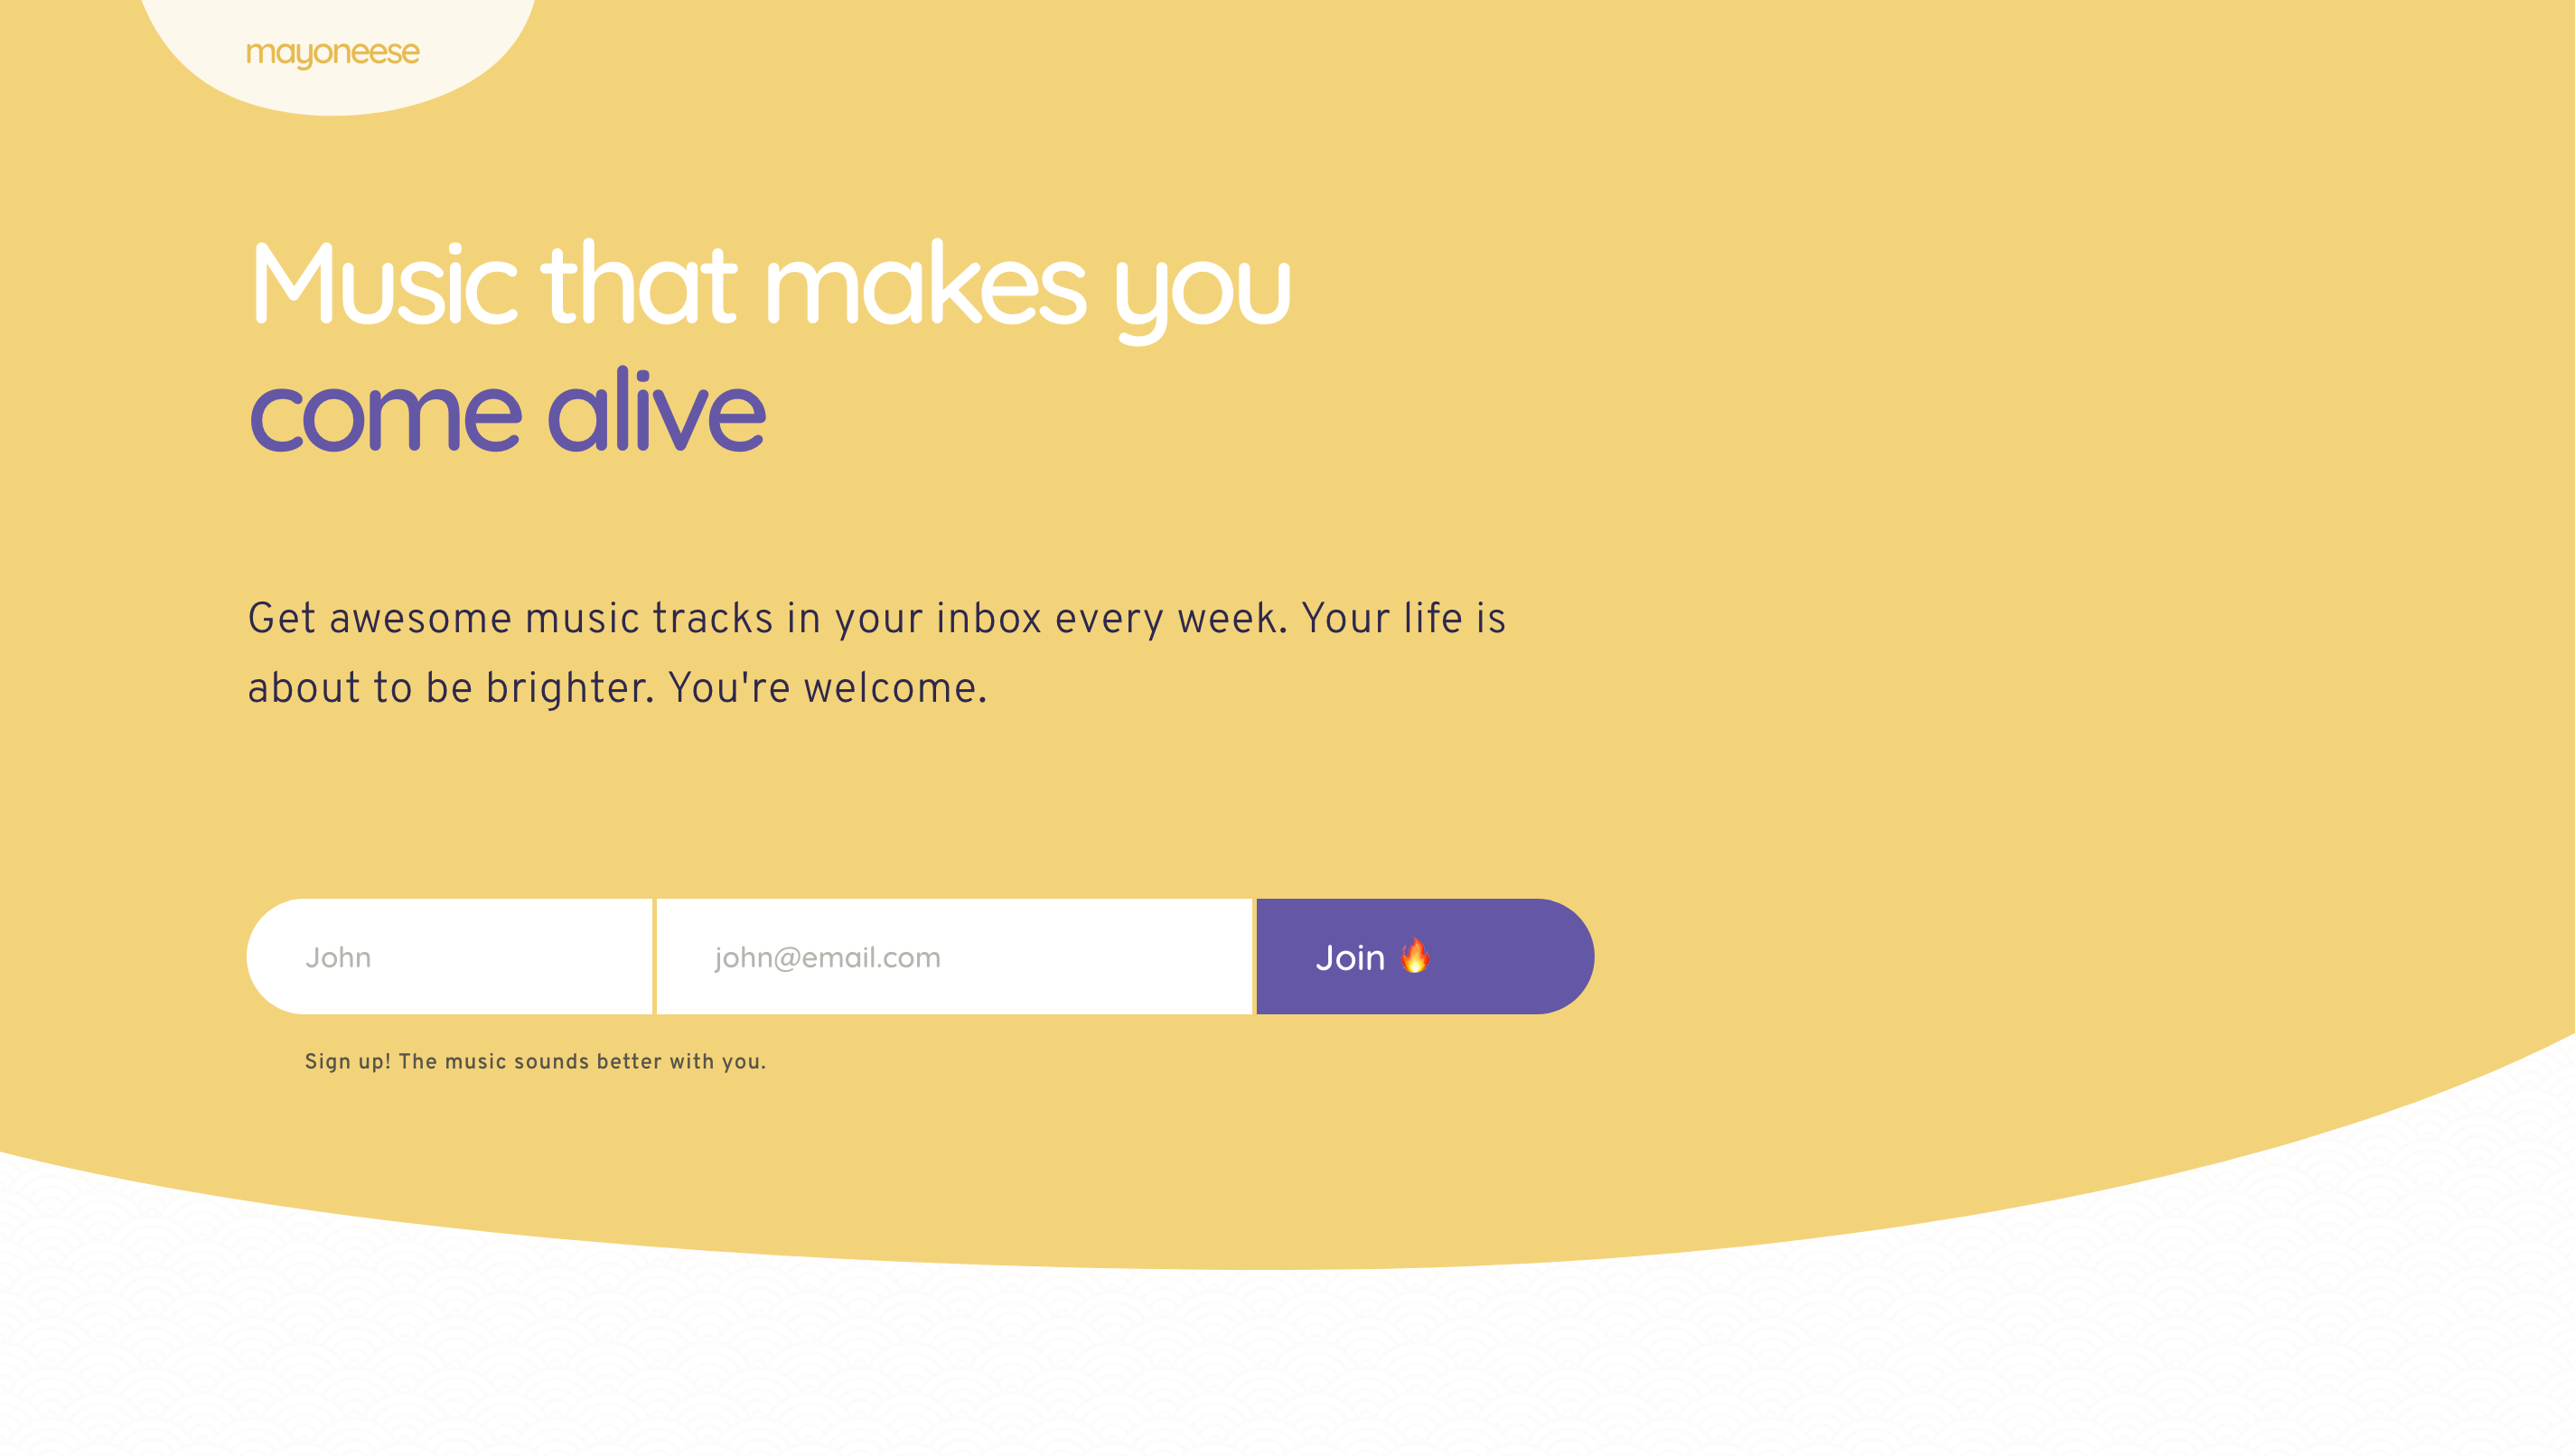 mayoneese
Music that makes you
come alive
Get awesome music tracks in your inbox every week. Your life is
about to be brighter. You're welcome.
John
john@email.com
Join 🔥
Sign up! The music sounds better with you.